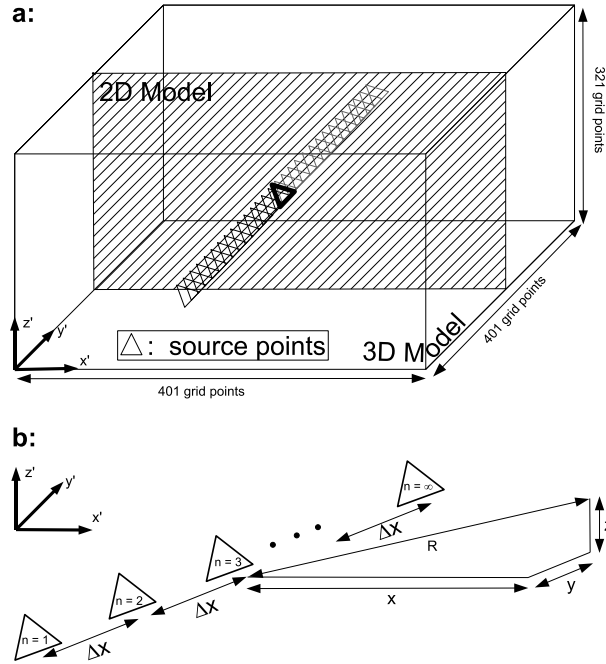 a:
2D Model
321 grid points
z'
y'
x'
△ : source points
3D Model
401 grid points
401 grid points
b:
z'
y'
x'
n = ∞
Δx
n = 3
R
z
n = 2
Δx
x
y
n = 1
Δx